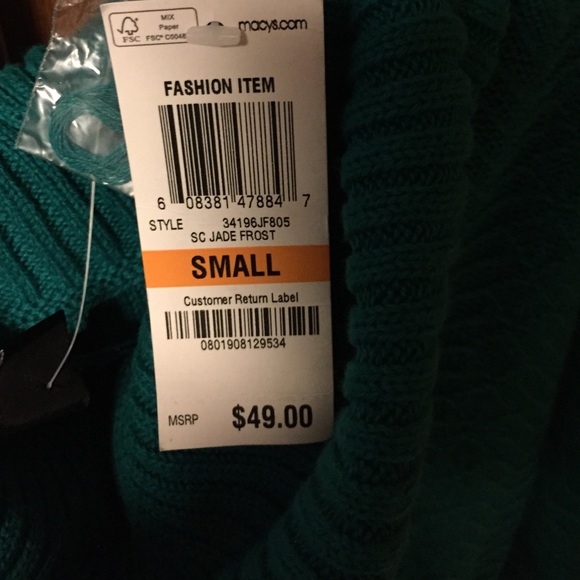 MIX
Paper
FSC
macys.com
FASHION ITEM
6 08381 47884 7
STYLE 34196JF805
SC JADE FROST
SMALL
Customer Return Label
0801908129534
MSRP $49.00